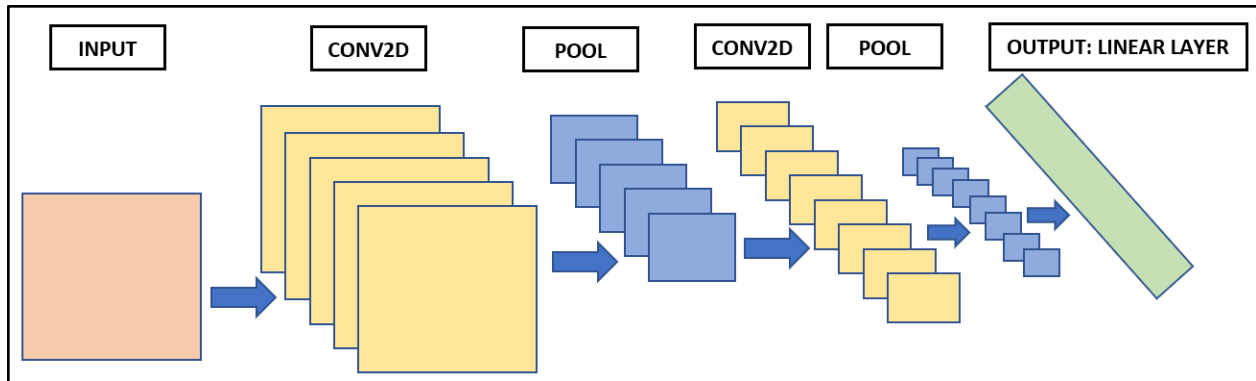 INPUT
CONV2D
POOL
CONV2D
POOL
OUTPUT: LINEAR LAYER